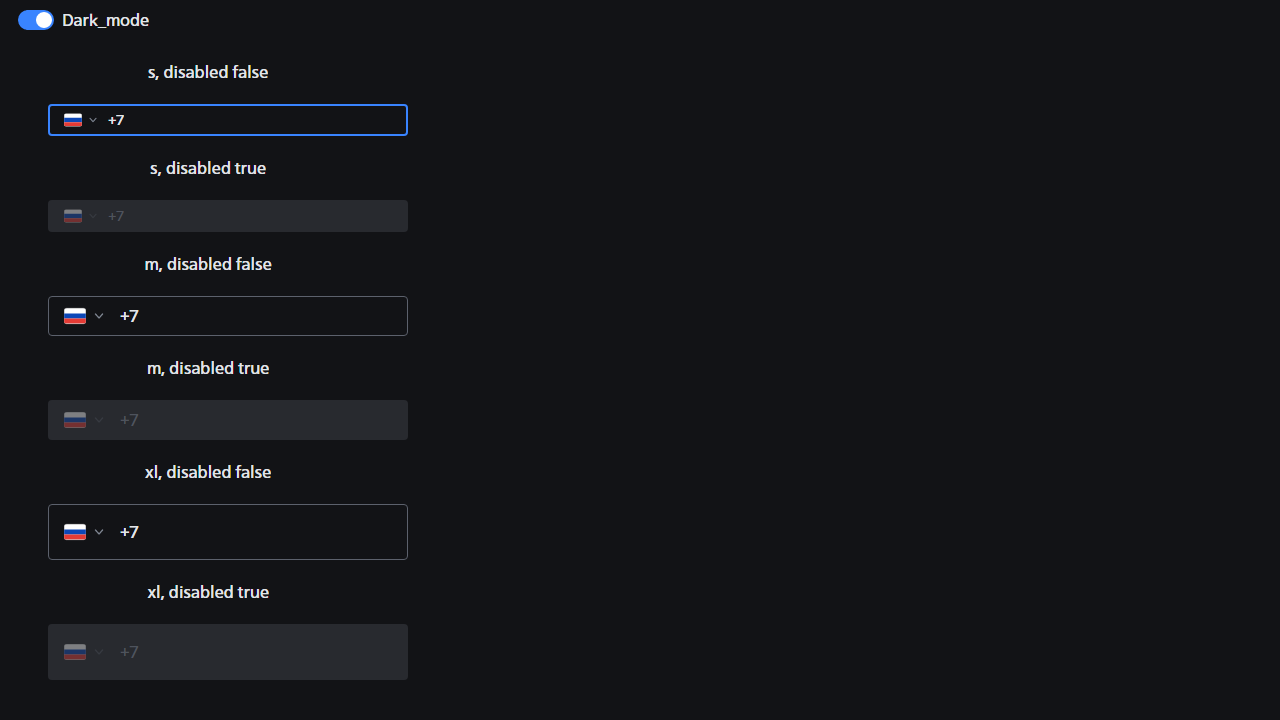 Dark_mode
s, disabled false
+7
s, disabled true
+7
m, disabled false
+7
m, disabled true
+7
xl, disabled false
+7
xl, disabled true
+7